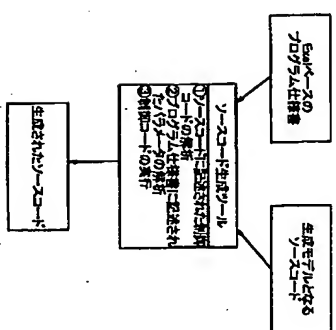 Excelベースの
プログラム仕様書
生成モデルとなる
ソースコード
ソースコード生成ツール
①ソースコードに記述された制御
コードの解析
②プログラム仕様書に記述され
たパラメータの解析
③制御コードの実行
生成されたソースコード